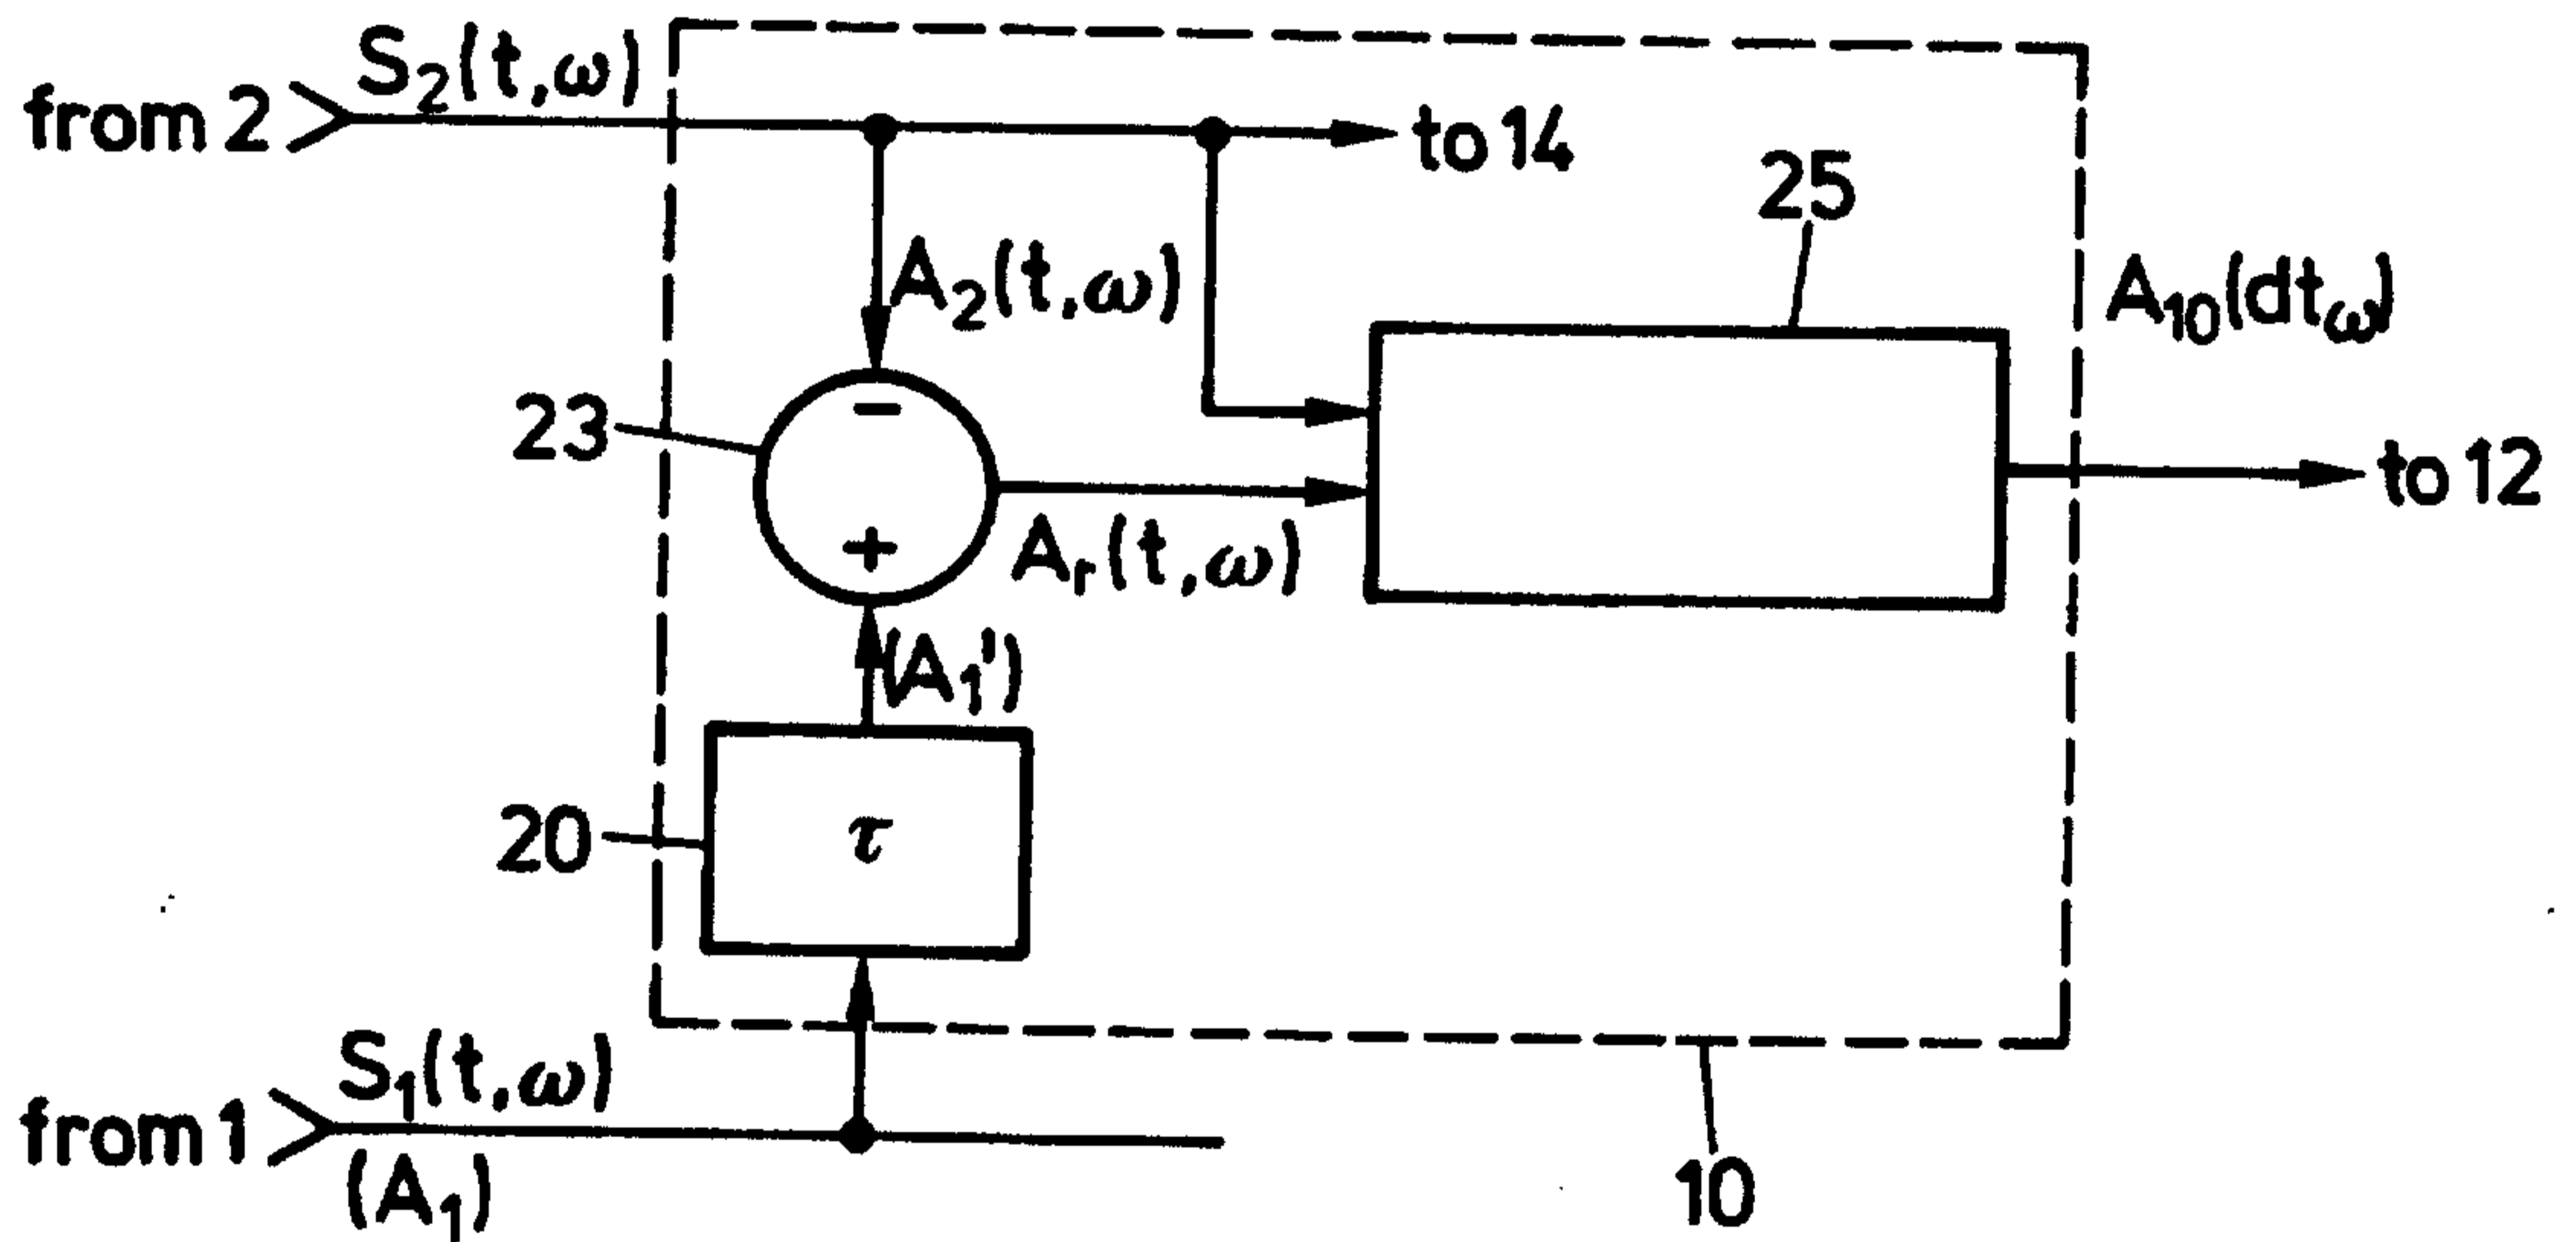 S₂(t,ω)
from 2
to 14
25
A₂(t,ω)
A₁₀(dtω)
−
23
to 12
+
Aᵣ(t,ω)
(A₁')
20
τ
S₁(t,ω)
from 1
(A₁)
10